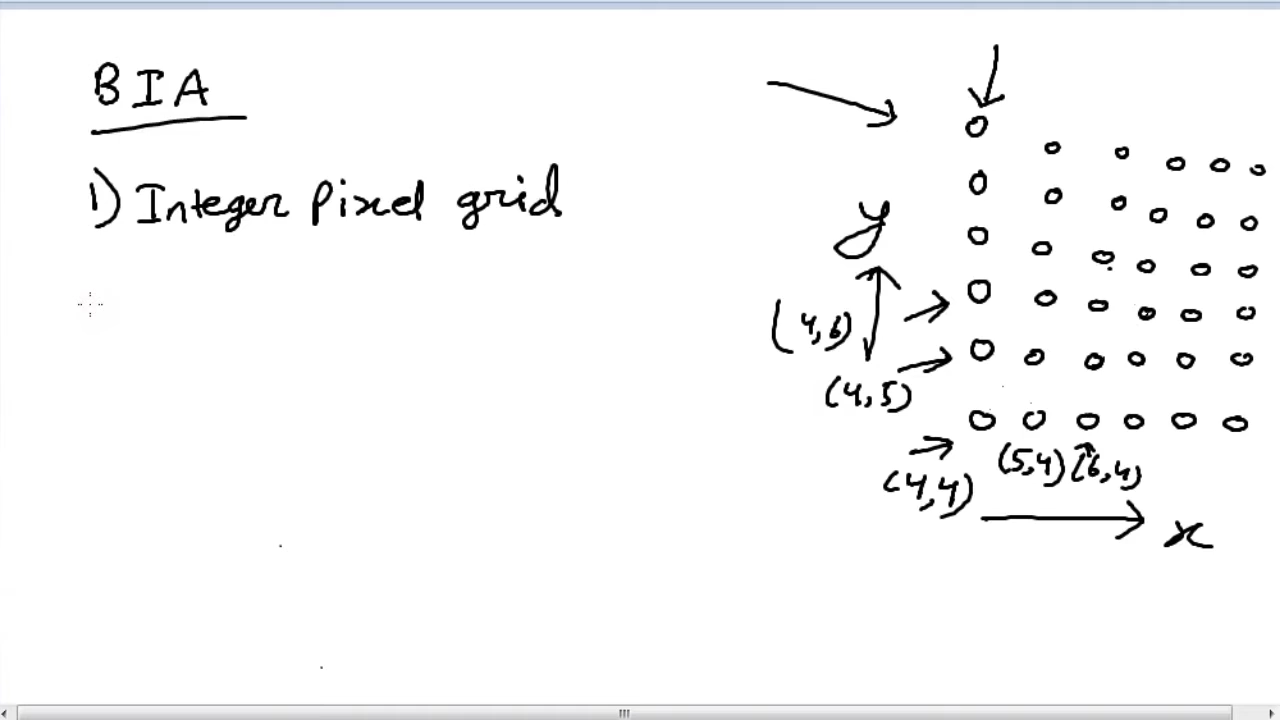 BIA
1) Integer Pixel grid
y
(4,6)
(4,5)
(4,4)
(5,4) (6,4)
x